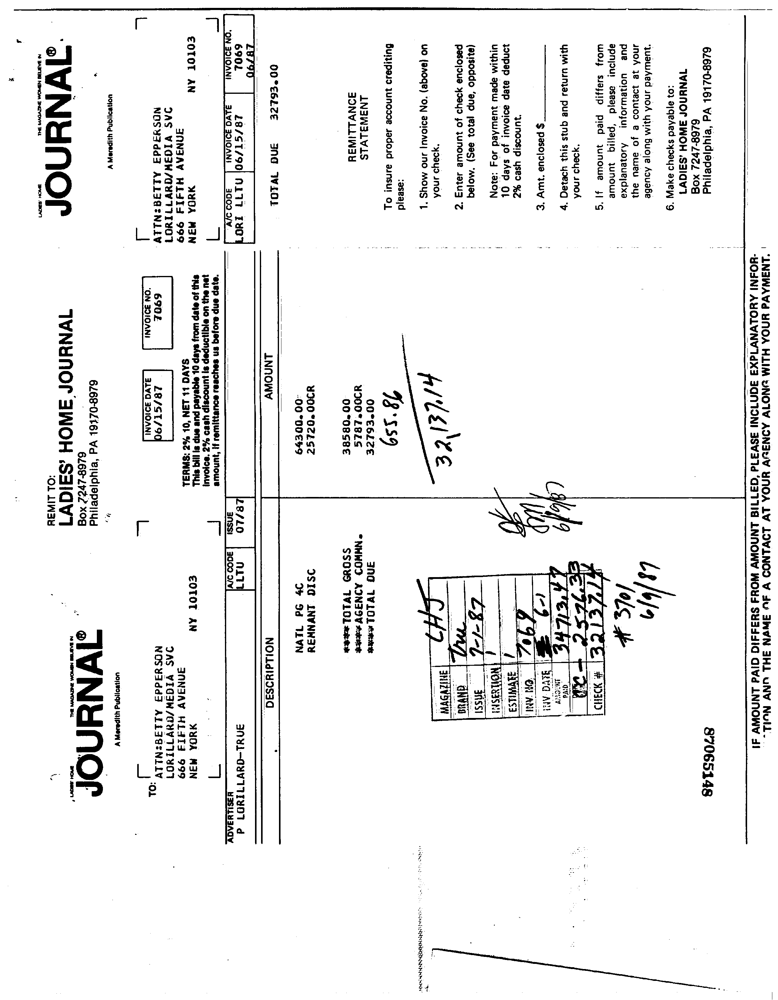 LADIES' HOME
THE MAGAZINE WOMEN BELIEVE IN
JOURNAL®
A Meredith Publication
REMIT TO:
LADIES' HOME JOURNAL
Box 7247-8979
Philadelphia, PA 19170-8979
TO: ATTN:BETTY EPPERSON
LORILLARD/MEDIA SVC
666 FIFTH AVENUE
NEW YORK NY 10103
INVOICE DATE
06/15/87
INVOICE NO.
7069
TERMS: 2% 10, NET 11 DAYS
This bill is due and payable 10 days from date of this
invoice. 2% cash discount is deductible on the net
amount, if remittance reaches us before due date.
ADVERTISER
P LORILLARD-TRUE
A/C CODE
LLTU
ISSUE
07/87
DESCRIPTION AMOUNT
NATL PG 4C 64300.00
REMNANT DISC 25720.00CR
****TOTAL GROSS 38580.00
****AGENCY COMMN. 5787.00CR
****TOTAL DUE 32793.00
655.86
32,137.14
MAGAZINE LHJ
BRAND True
ISSUE 7-1-87
INSERTION 1
ESTIMATE 1
INV. NO. 7069
INV DATE 6-1
AMOUNT PAID 34713.47
- 2576.33
CHECK # 32137.14
# 3701
6/9/87
OK
6/19/87
87065148
IF AMOUNT PAID DIFFERS FROM AMOUNT BILLED, PLEASE INCLUDE EXPLANATORY INFOR-
TION AND THE NAME OF A CONTACT AT YOUR AGENCY ALONG WITH YOUR PAYMENT.
LADIES' HOME
THE MAGAZINE WOMEN BELIEVE IN
JOURNAL®
A Meredith Publication
ATTN:BETTY EPPERSON
LORILLARD/MEDIA SVC
666 FIFTH AVENUE
NEW YORK NY 10103
A/C CODE
LORI LLTU
INVOICE DATE
06/15/87
INVOICE NO.
7069
06/87
TOTAL DUE 32793.00
REMITTANCE
STATEMENT
To insure proper account crediting
please:
1. Show our Invoice No. (above) on
your check.
2. Enter amount of check enclosed
below. (See total due, opposite)
Note: For payment made within
10 days of invoice date deduct
2% cash discount.
3. Amt. enclosed $
4. Detach this stub and return with
your check.
5. If amount paid differs from
amount billed, please include
explanatory information and
the name of a contact at your
agency along with your payment.
6. Make checks payable to:
LADIES' HOME JOURNAL
Box 7247-8979
Philadelphia, PA 19170-8979